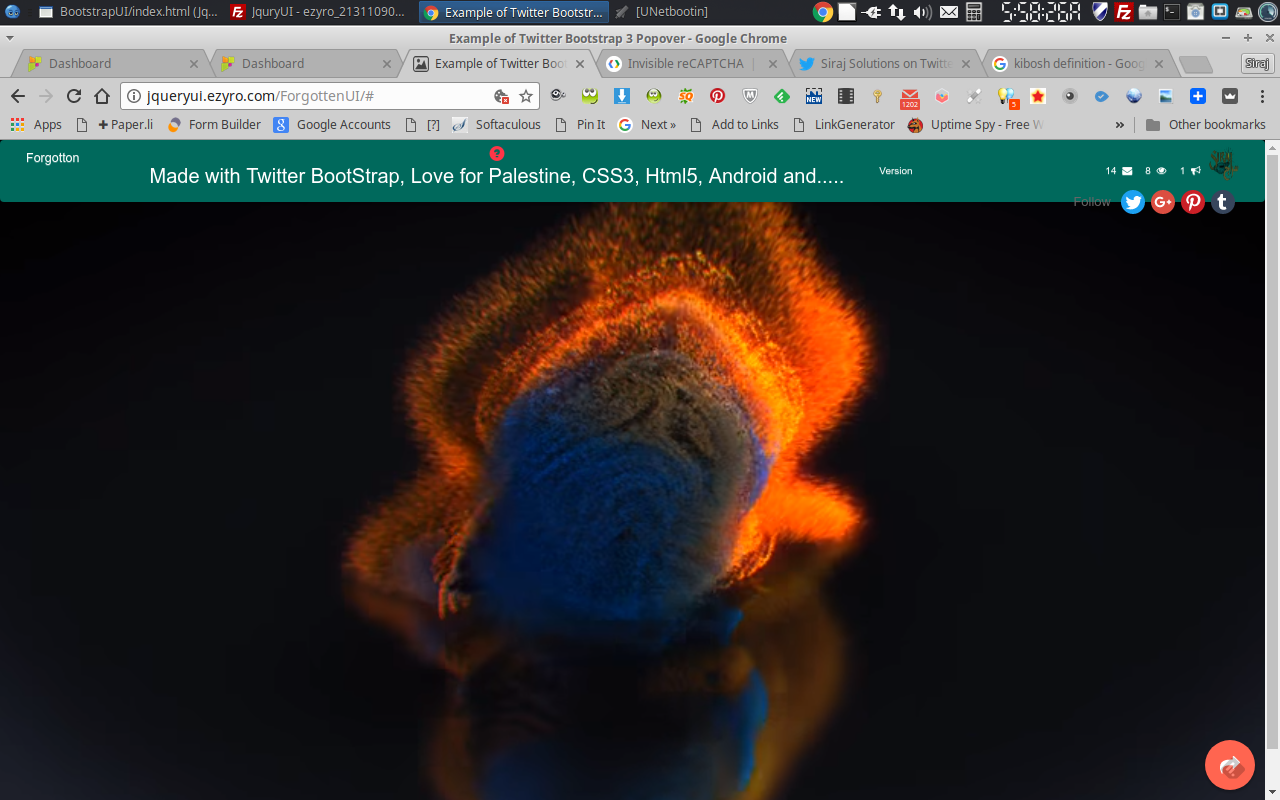 BootstrapUI/index.html (Jq...
JquryUI - ezyro_21311090...
Example of Twitter Bootstr...
[UNetbootin]
Example of Twitter Bootstrap 3 Popover - Google Chrome
Dashboard
Dashboard
Example of Twitter Boo
Invisible reCAPTCHA |
Siraj Solutions on Twitte
kibosh definition - Goog
Siraj
jqueryui.ezyro.com/ForgottenUI/#
SQ
NEW
1202
5
Apps
+ Paper.li
Form Builder
Google Accounts
[?]
Softaculous
Pin It
Next »
Add to Links
LinkGenerator
Uptime Spy - Free W
»
Other bookmarks
Forgotton
Made with Twitter BootStrap, Love for Palestine, CSS3, Html5, Android and.....
Version
14
8
1
Follow